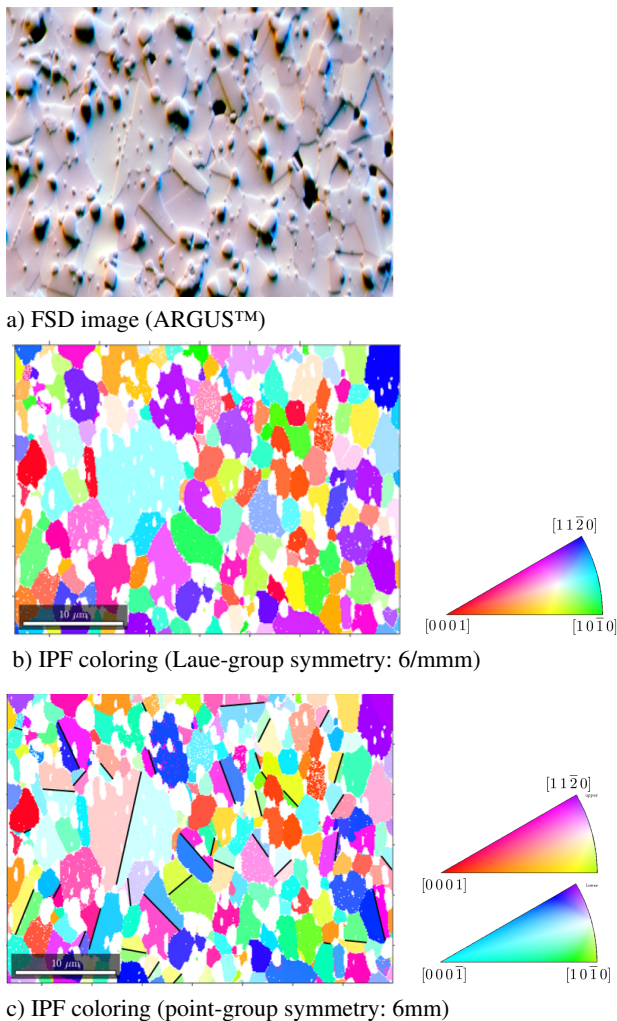 a) FSD image (ARGUS™)
10 μm
[1 1 2̄ 0]
[0 0 0 1]
[1 0 1̄ 0]
b) IPF coloring (Laue-group symmetry: 6/mmm)
[1 1 2̄ 0]
upper
[0 0 0 1]
Lower
10 μm
[0 0 0 1̄]
[1 0 1̄ 0]
c) IPF coloring (point-group symmetry: 6mm)